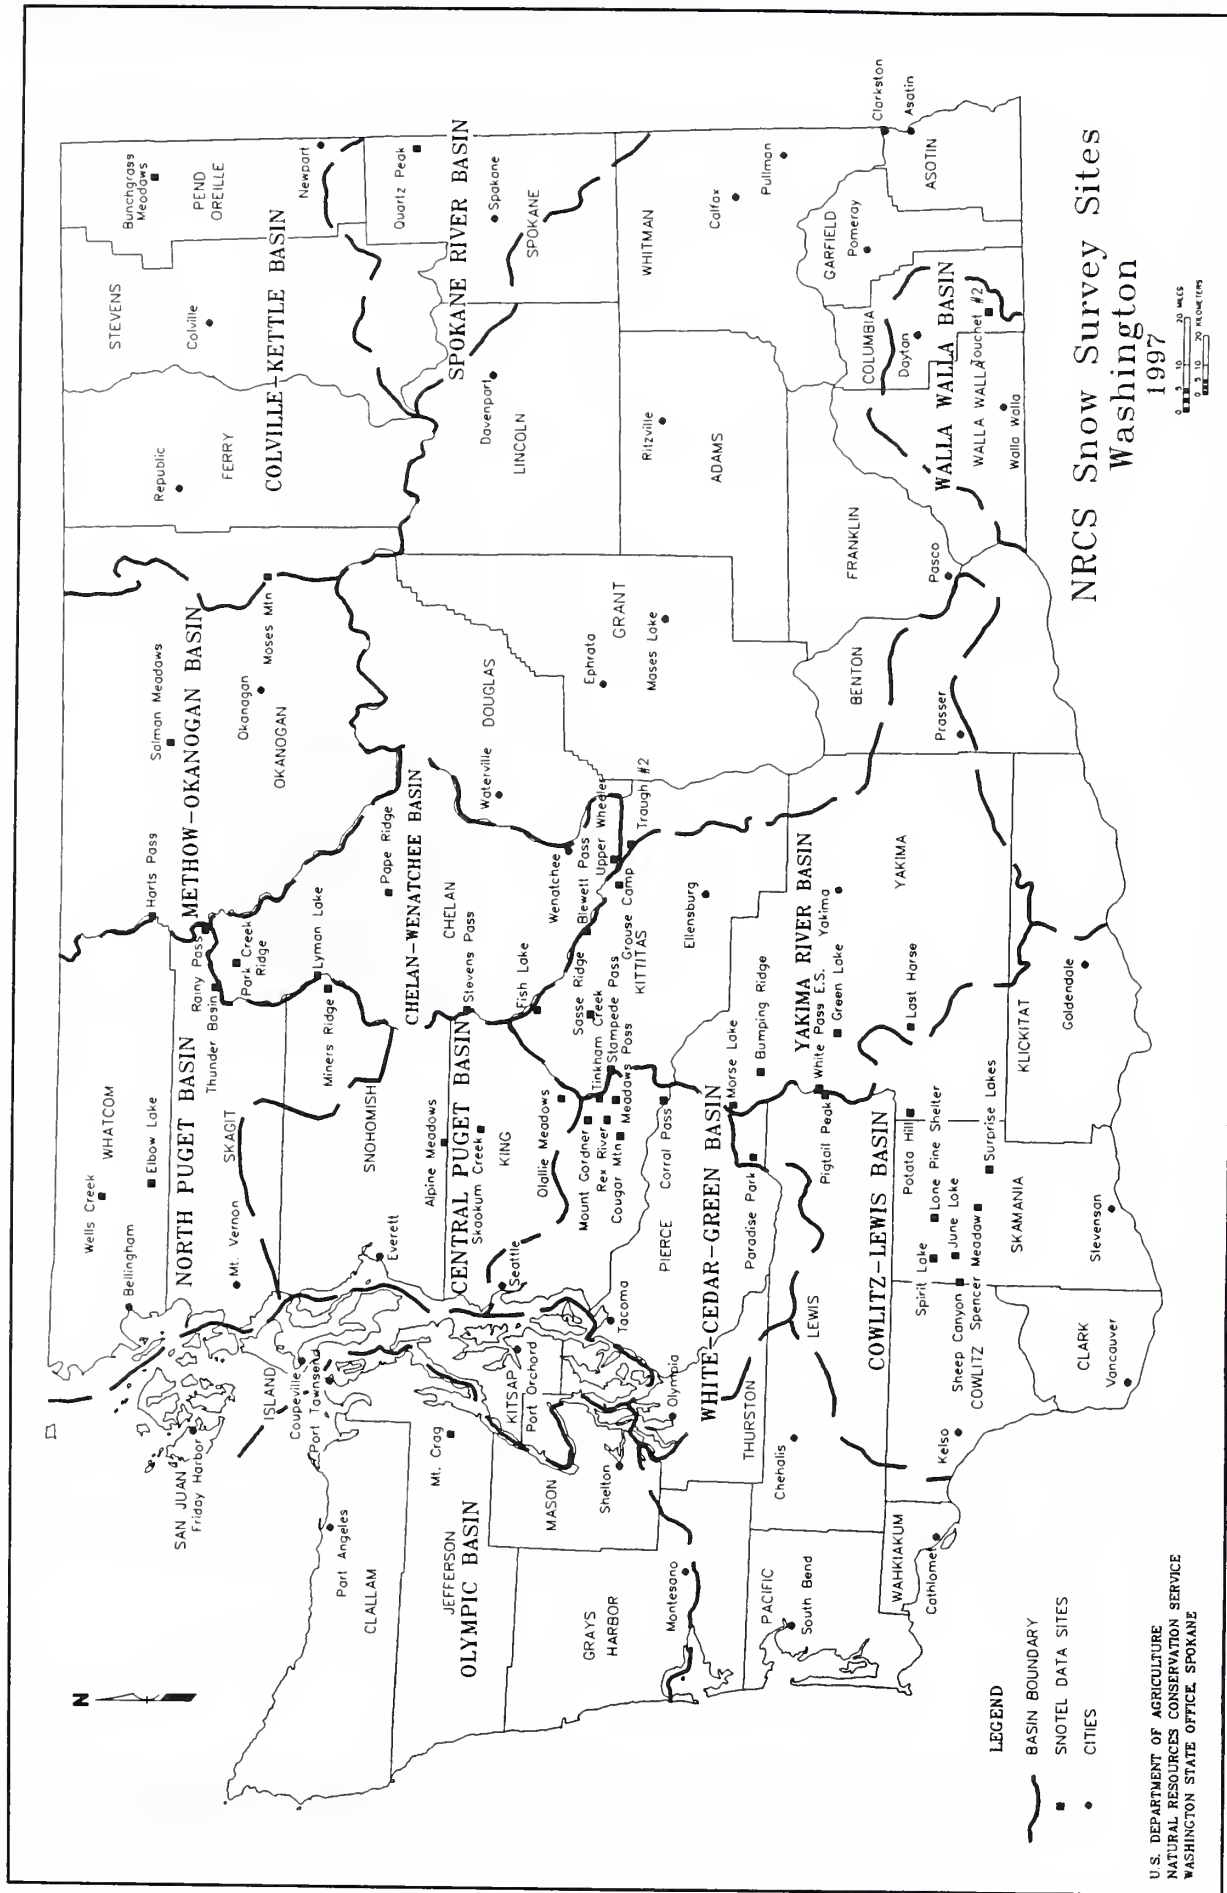 N
SAN JUAN
Friday Harbor
Bellingham
Wells Creek
WHATCOM
Elbow Lake
NORTH PUGET BASIN
Mt. Vernon
SKAGIT
ISLAND
Coupeville
Port Townsend
Port Angeles
CLALLAM
Rainy Pass
Thunder Basin
Park Creek
Ridge
Harts Pass
METHOW-OKANOGAN BASIN
Salmon Meadows
Okanogan
OKANOGAN
Moses Mtn
Republic
FERRY
COLVILLE-KETTLE BASIN
STEVENS
Colville
Bunchgrass
Meadows
PEND
OREILLE
Newport
Lyman Lake
Miners Ridge
SNOHOMISH
Everett
Mt. Crag
JEFFERSON
OLYMPIC BASIN
Alpine Meadows
CENTRAL PUGET BASIN
Skookum Creek
KING
Seattle
CHELAN-WENATCHEE BASIN
CHELAN
Stevens Pass
Fish Lake
Pope Ridge
Waterville
DOUGLAS
Davenport
LINCOLN
SPOKANE RIVER BASIN
Quartz Peak
Spokane
SPOKANE
KITSAP
Port Orchard
MASON
Shelton
GRAYS
HARBOR
Montesano
Olallie Meadows
Mount Gardner
Rex River
Cougar Mtn
Tinkham Creek
Stampede Pass
Meadows Pass
Sasse Ridge
Wenatchee
Blewett Pass
Upper Wheeler
Grouse Camp
Trough #2
KITTITAS
Ellensburg
Ephrata
GRANT
Moses Lake
Ritzville
ADAMS
WHITMAN
Calfax
Pullman
Tacoma
Olympia
PIERCE
Corral Pass
WHITE-CEDAR-GREEN BASIN
Morse Lake
Bumping Ridge
Paradise Park
THURSTON
Chehalis
PACIFIC
South Bend
LEWIS
Pigtail Peak
White Pass E.S.
Green Lake
YAKIMA RIVER BASIN
Yakima
YAKIMA
BENTON
Prosser
FRANKLIN
Pasco
COLUMBIA
Dayton
GARFIELD
Pomeroy
Clarkston
Asotin
ASOTIN
WALLA WALLA BASIN
WALLA WALLA
Touchet #2
Walla Walla
COWLITZ-LEWIS BASIN
Potato Hill
Lone Pine Shelter
Spirit Lake
June Lake
Sheep Canyon
Spencer Meadow
Surprise Lakes
Lost Horse
WAHKIAKUM
Cathlamet
Kelso
COWLITZ
SKAMANIA
KLICKITAT
Goldendale
CLARK
Vancouver
Stevenson
NRCS Snow Survey Sites
Washington
1997
0 5 10 20 MILES
0 5 10 20 KILOMETERS
LEGEND
BASIN BOUNDARY
SNOTEL DATA SITES
CITIES
U.S. DEPARTMENT OF AGRICULTURE
NATURAL RESOURCES CONSERVATION SERVICE
WASHINGTON STATE OFFICE, SPOKANE